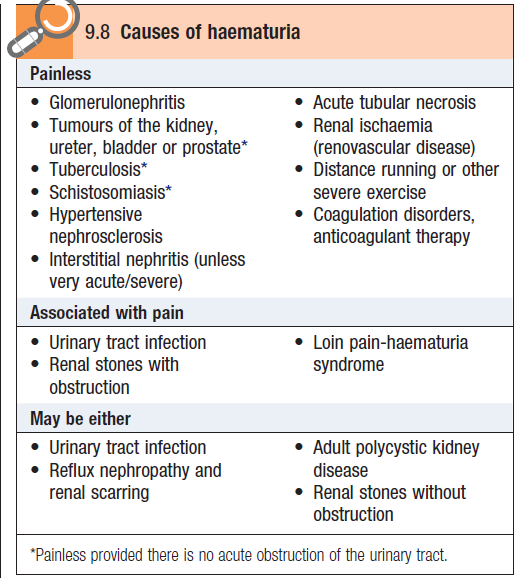 9.8 Causes of haematuria
Painless
• Glomerulonephritis
• Tumours of the kidney,
ureter, bladder or prostate*
• Tuberculosis*
• Schistosomiasis*
• Hypertensive
nephrosclerosis
• Interstitial nephritis (unless
very acute/severe)
• Acute tubular necrosis
• Renal ischaemia
(renovascular disease)
• Distance running or other
severe exercise
• Coagulation disorders,
anticoagulant therapy
Associated with pain
• Urinary tract infection
• Renal stones with
obstruction
• Loin pain-haematuria
syndrome
May be either
• Urinary tract infection
• Reflux nephropathy and
renal scarring
• Adult polycystic kidney
disease
• Renal stones without
obstruction
*Painless provided there is no acute obstruction of the urinary tract.